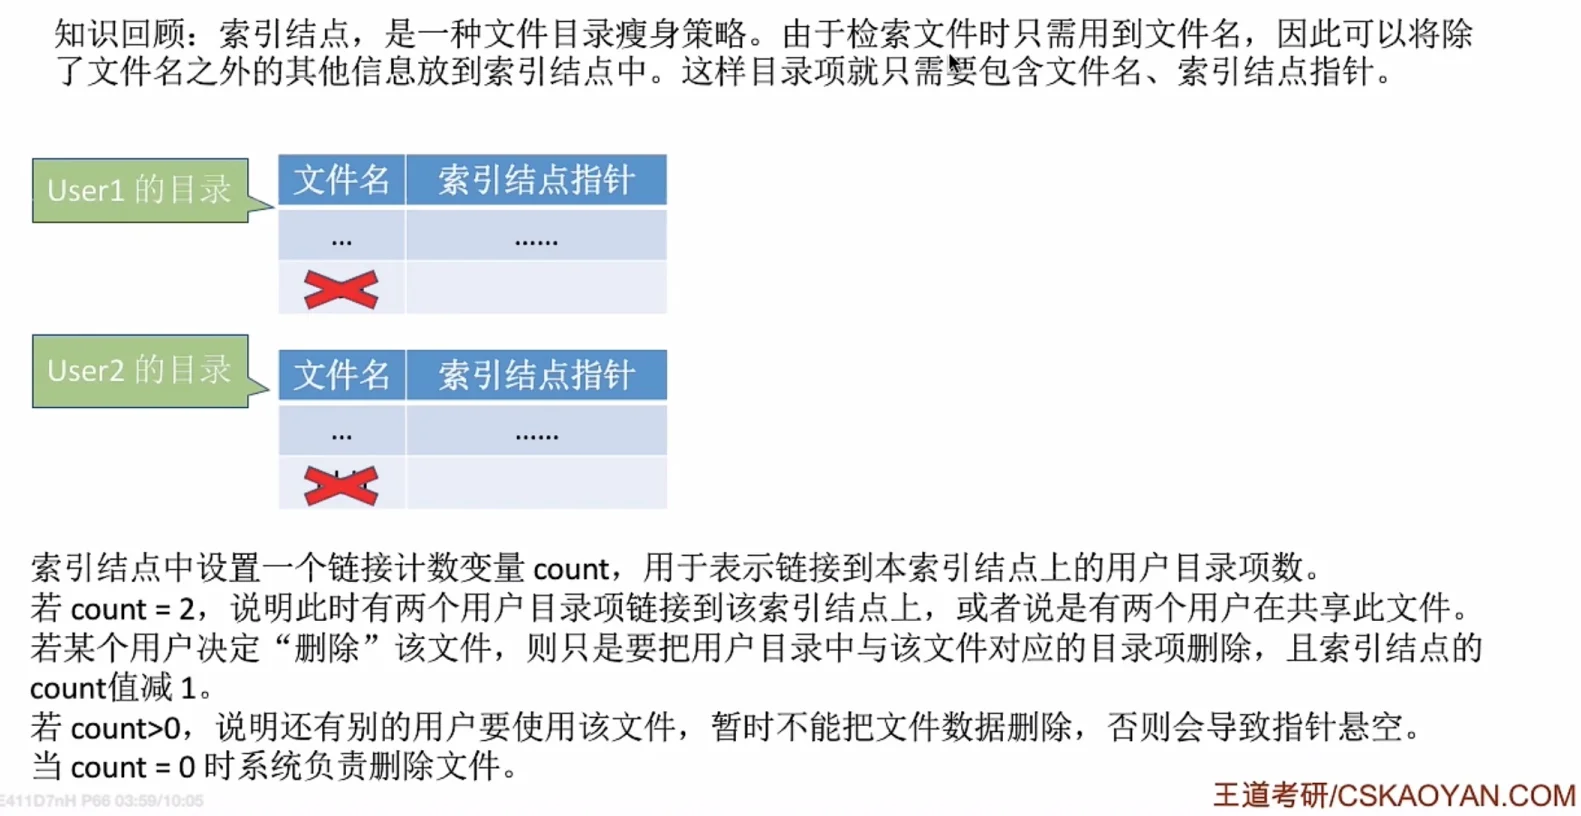 知识回顾：索引结点，是一种文件目录瘦身策略。由于检索文件时只需用到文件名，因此可以将除
了文件名之外的其他信息放到索引结点中。这样目录项就只需要包含文件名、索引结点指针。
User1 的目录
文件名 索引结点指针
... ......
User2 的目录
文件名 索引结点指针
... ......
索引结点中设置一个链接计数变量 count，用于表示链接到本索引结点上的用户目录项数。
若 count = 2，说明此时有两个用户目录项链接到该索引结点上，或者说是有两个用户在共享此文件。
若某个用户决定“删除”该文件，则只是要把用户目录中与该文件对应的目录项删除，且索引结点的
count值减 1。
若 count>0，说明还有别的用户要使用该文件，暂时不能把文件数据删除，否则会导致指针悬空。
当 count = 0 时系统负责删除文件。
E411D7nH P66 03:59/10:05
王道考研/CSKAOYAN.COM